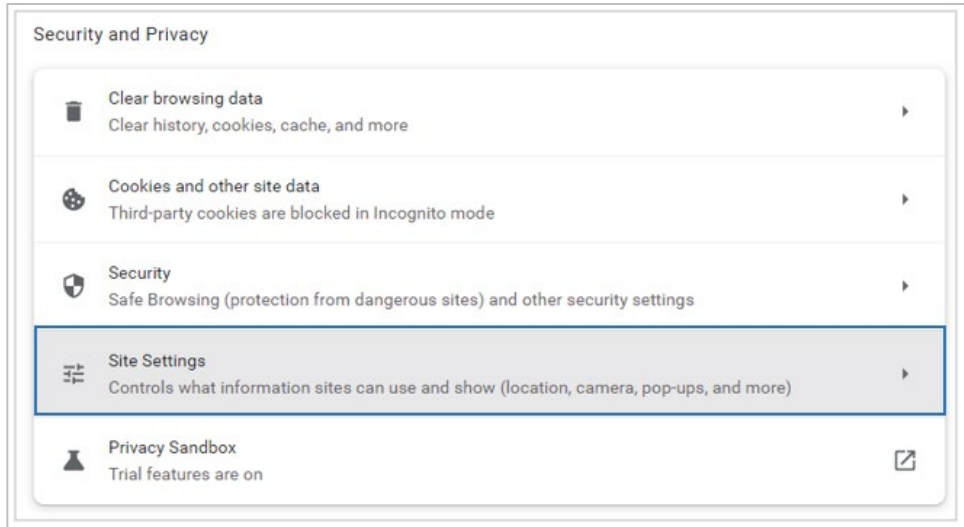 Security and Privacy
Clear browsing data
Clear history, cookies, cache, and more
Cookies and other site data
Third-party cookies are blocked in Incognito mode
Security
Safe Browsing (protection from dangerous sites) and other security settings
Site Settings
Controls what information sites can use and show (location, camera, pop-ups, and more)
Privacy Sandbox
Trial features are on